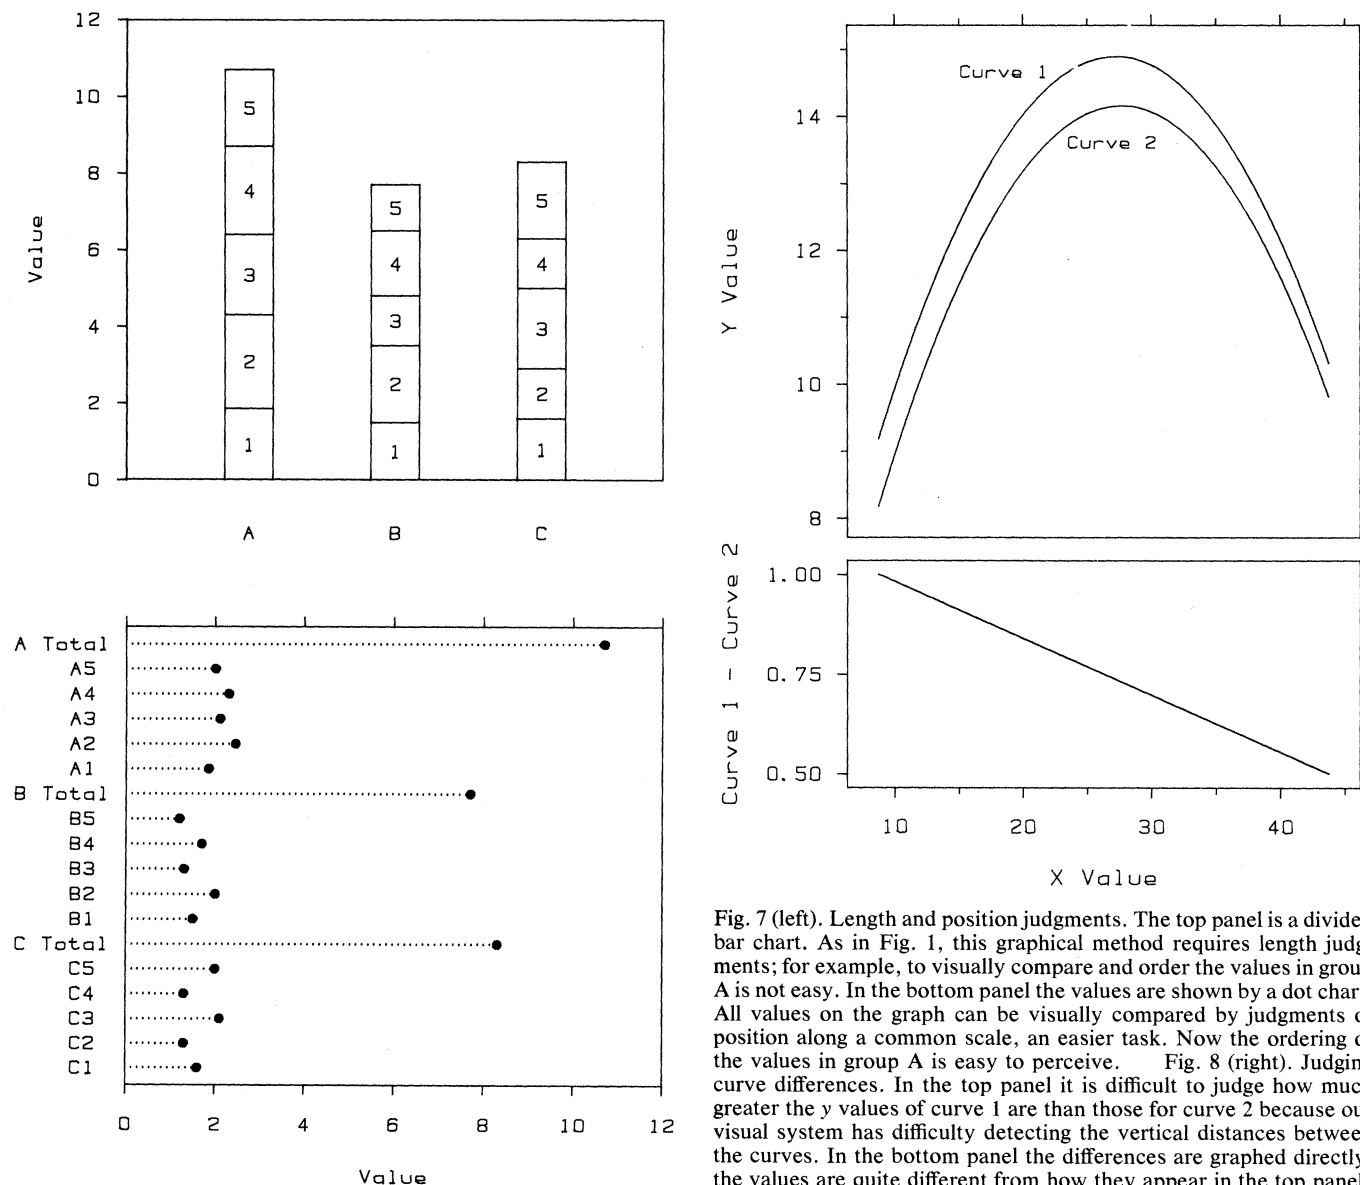 12
10
8
6
4
2
0
Value
5
4
3
2
1
5
4
3
2
1
5
4
3
2
1
A B C
A Total
A5
A4
A3
A2
A1
B Total
B5
B4
B3
B2
B1
C Total
C5
C4
C3
C2
C1
0 2 4 6 8 10 12
Value
14
12
10
8
Y Value
Curve 1
Curve 2
1.00
0.75
0.50
Curve 1 - Curve 2
10 20 30 40
X Value
Fig. 7 (left). Length and position judgments. The top panel is a divide
bar chart. As in Fig. 1, this graphical method requires length judg
ments; for example, to visually compare and order the values in grou
A is not easy. In the bottom panel the values are shown by a dot char
All values on the graph can be visually compared by judgments o
position along a common scale, an easier task. Now the ordering o
the values in group A is easy to perceive. Fig. 8 (right). Judgin
curve differences. In the top panel it is difficult to judge how muc
greater the y values of curve 1 are than those for curve 2 because ou
visual system has difficulty detecting the vertical distances betwee
the curves. In the bottom panel the differences are graphed directly
the values are quite different from how they appear in the top panel